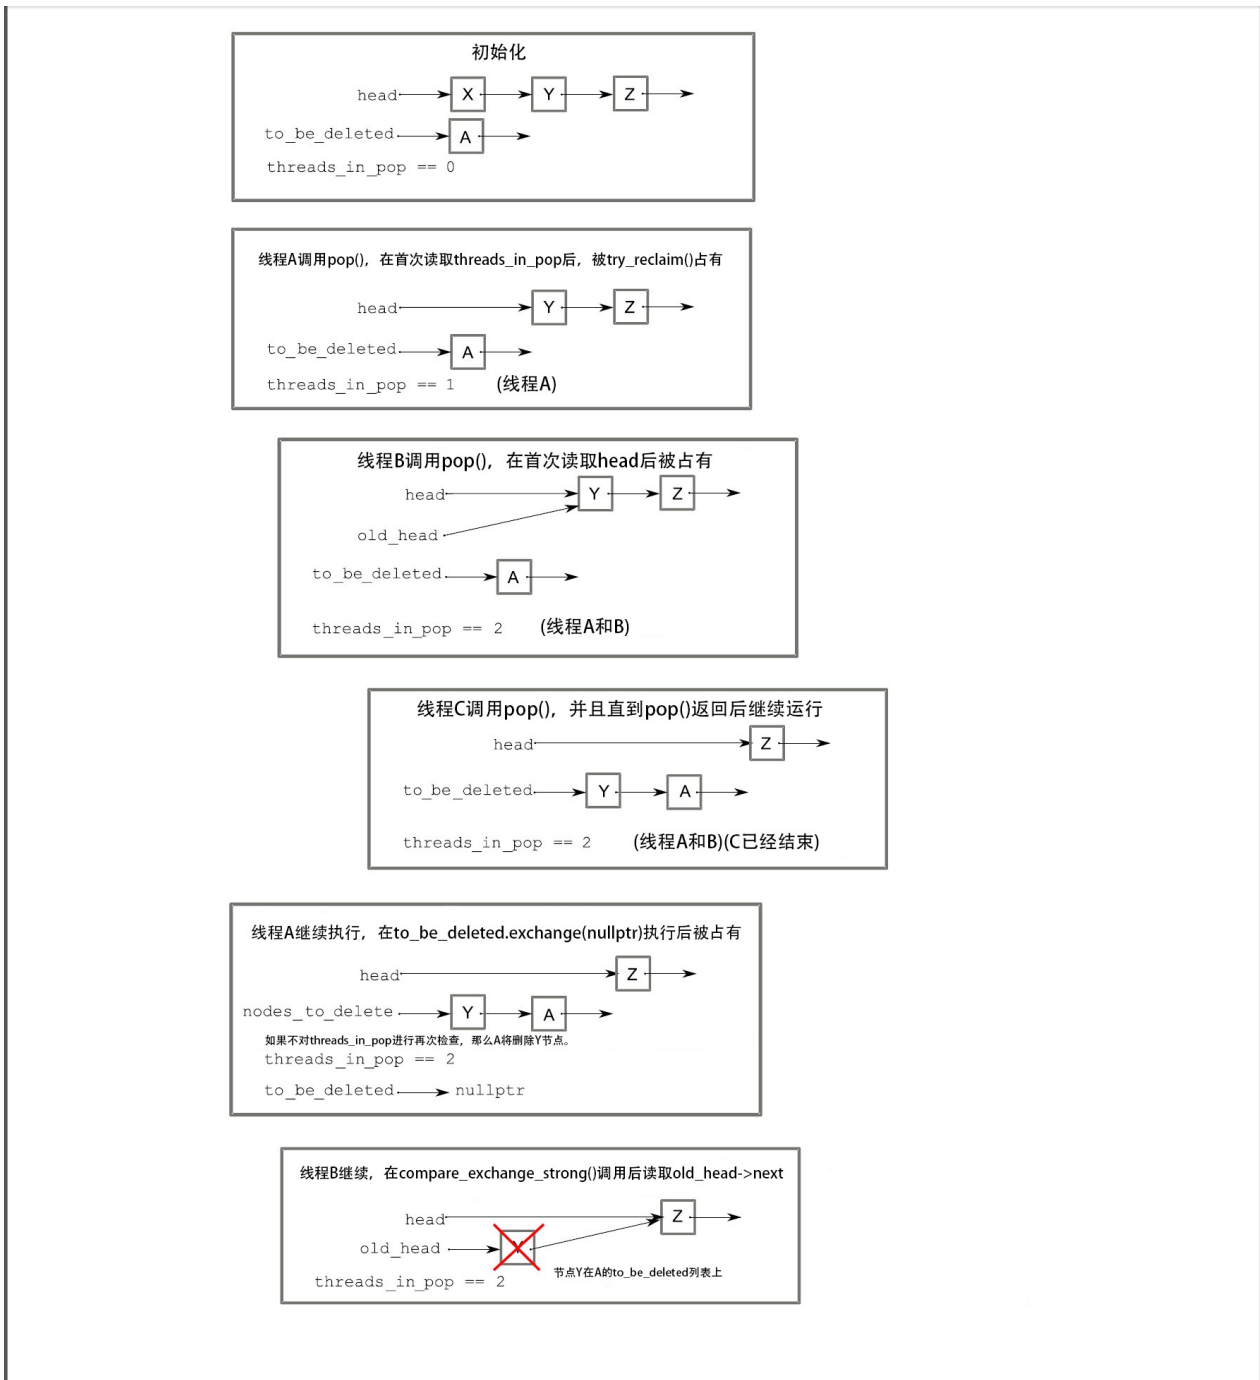 初始化
head X Y Z
to_be_deleted A
threads_in_pop == 0
线程A调用pop()，在首次读取threads_in_pop后，被try_reclaim()占有
head Y Z
to_be_deleted A
threads_in_pop == 1 (线程A)
线程B调用pop()，在首次读取head后被占有
head Y Z
old_head
to_be_deleted A
threads_in_pop == 2 (线程A和B)
线程C调用pop()，并且直到pop()返回后继续运行
head Z
to_be_deleted Y A
threads_in_pop == 2 (线程A和B)(C已经结束)
线程A继续执行，在to_be_deleted.exchange(nullptr)执行后被占有
head Z
nodes_to_delete Y A
如果不对threads_in_pop进行再次检查，那么A将删除Y节点。
threads_in_pop == 2
to_be_deleted nullptr
线程B继续，在compare_exchange_strong()调用后读取old_head->next
head Z
old_head Y
节点Y在A的to_be_deleted列表上
threads_in_pop == 2